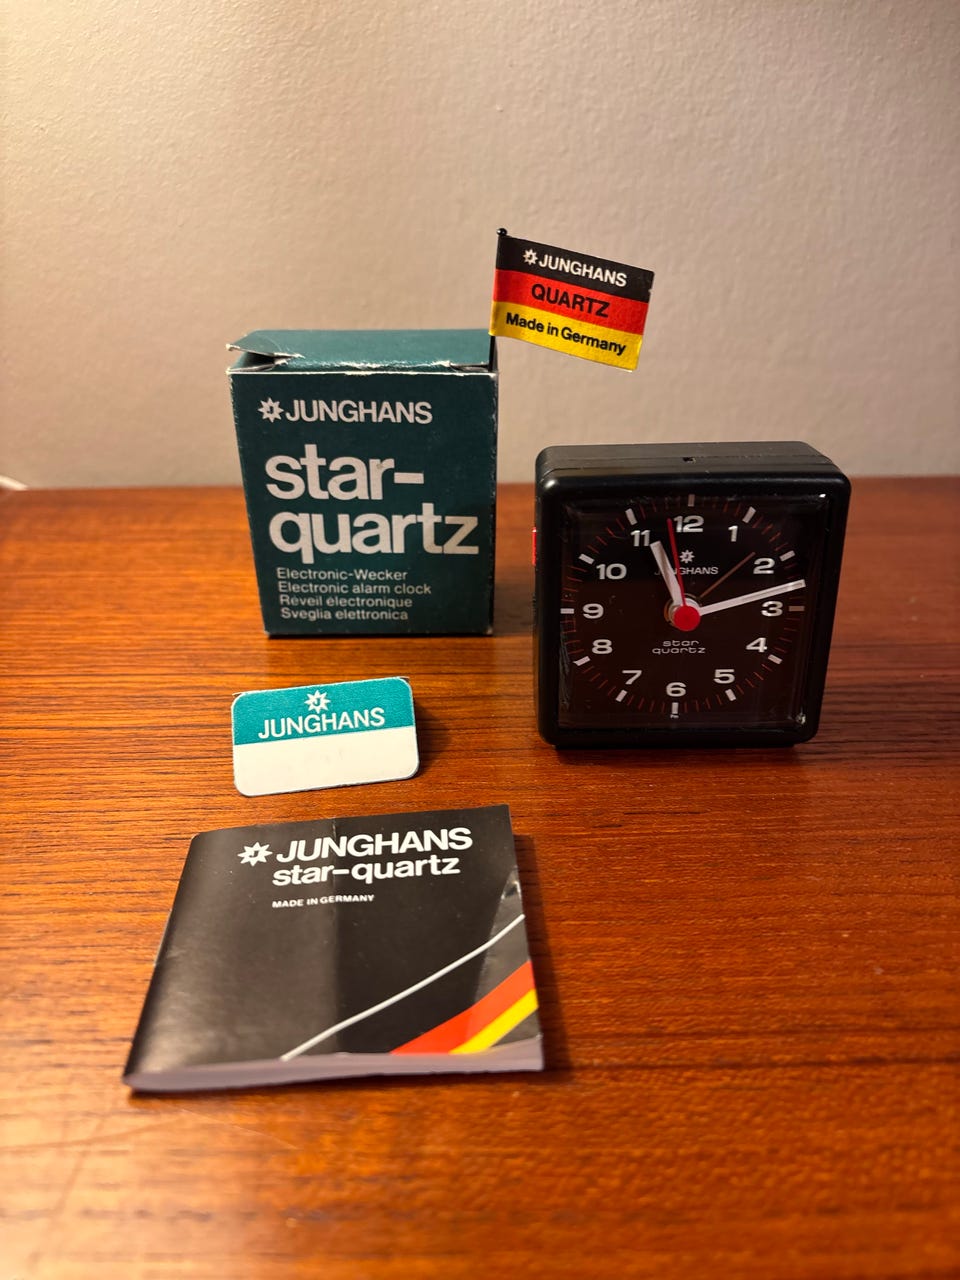 JUNGHANS
QUARTZ
Made in Germany
JUNGHANS
star-
quartz
Electronic-Wecker
Electronic alarm clock
Réveil électronique
Sveglia elettronica
12
1
2
3
4
5
6
7
8
9
10
11
JUNGHANS
star
quartz
JUNGHANS
JUNGHANS
star-quartz
MADE IN GERMANY